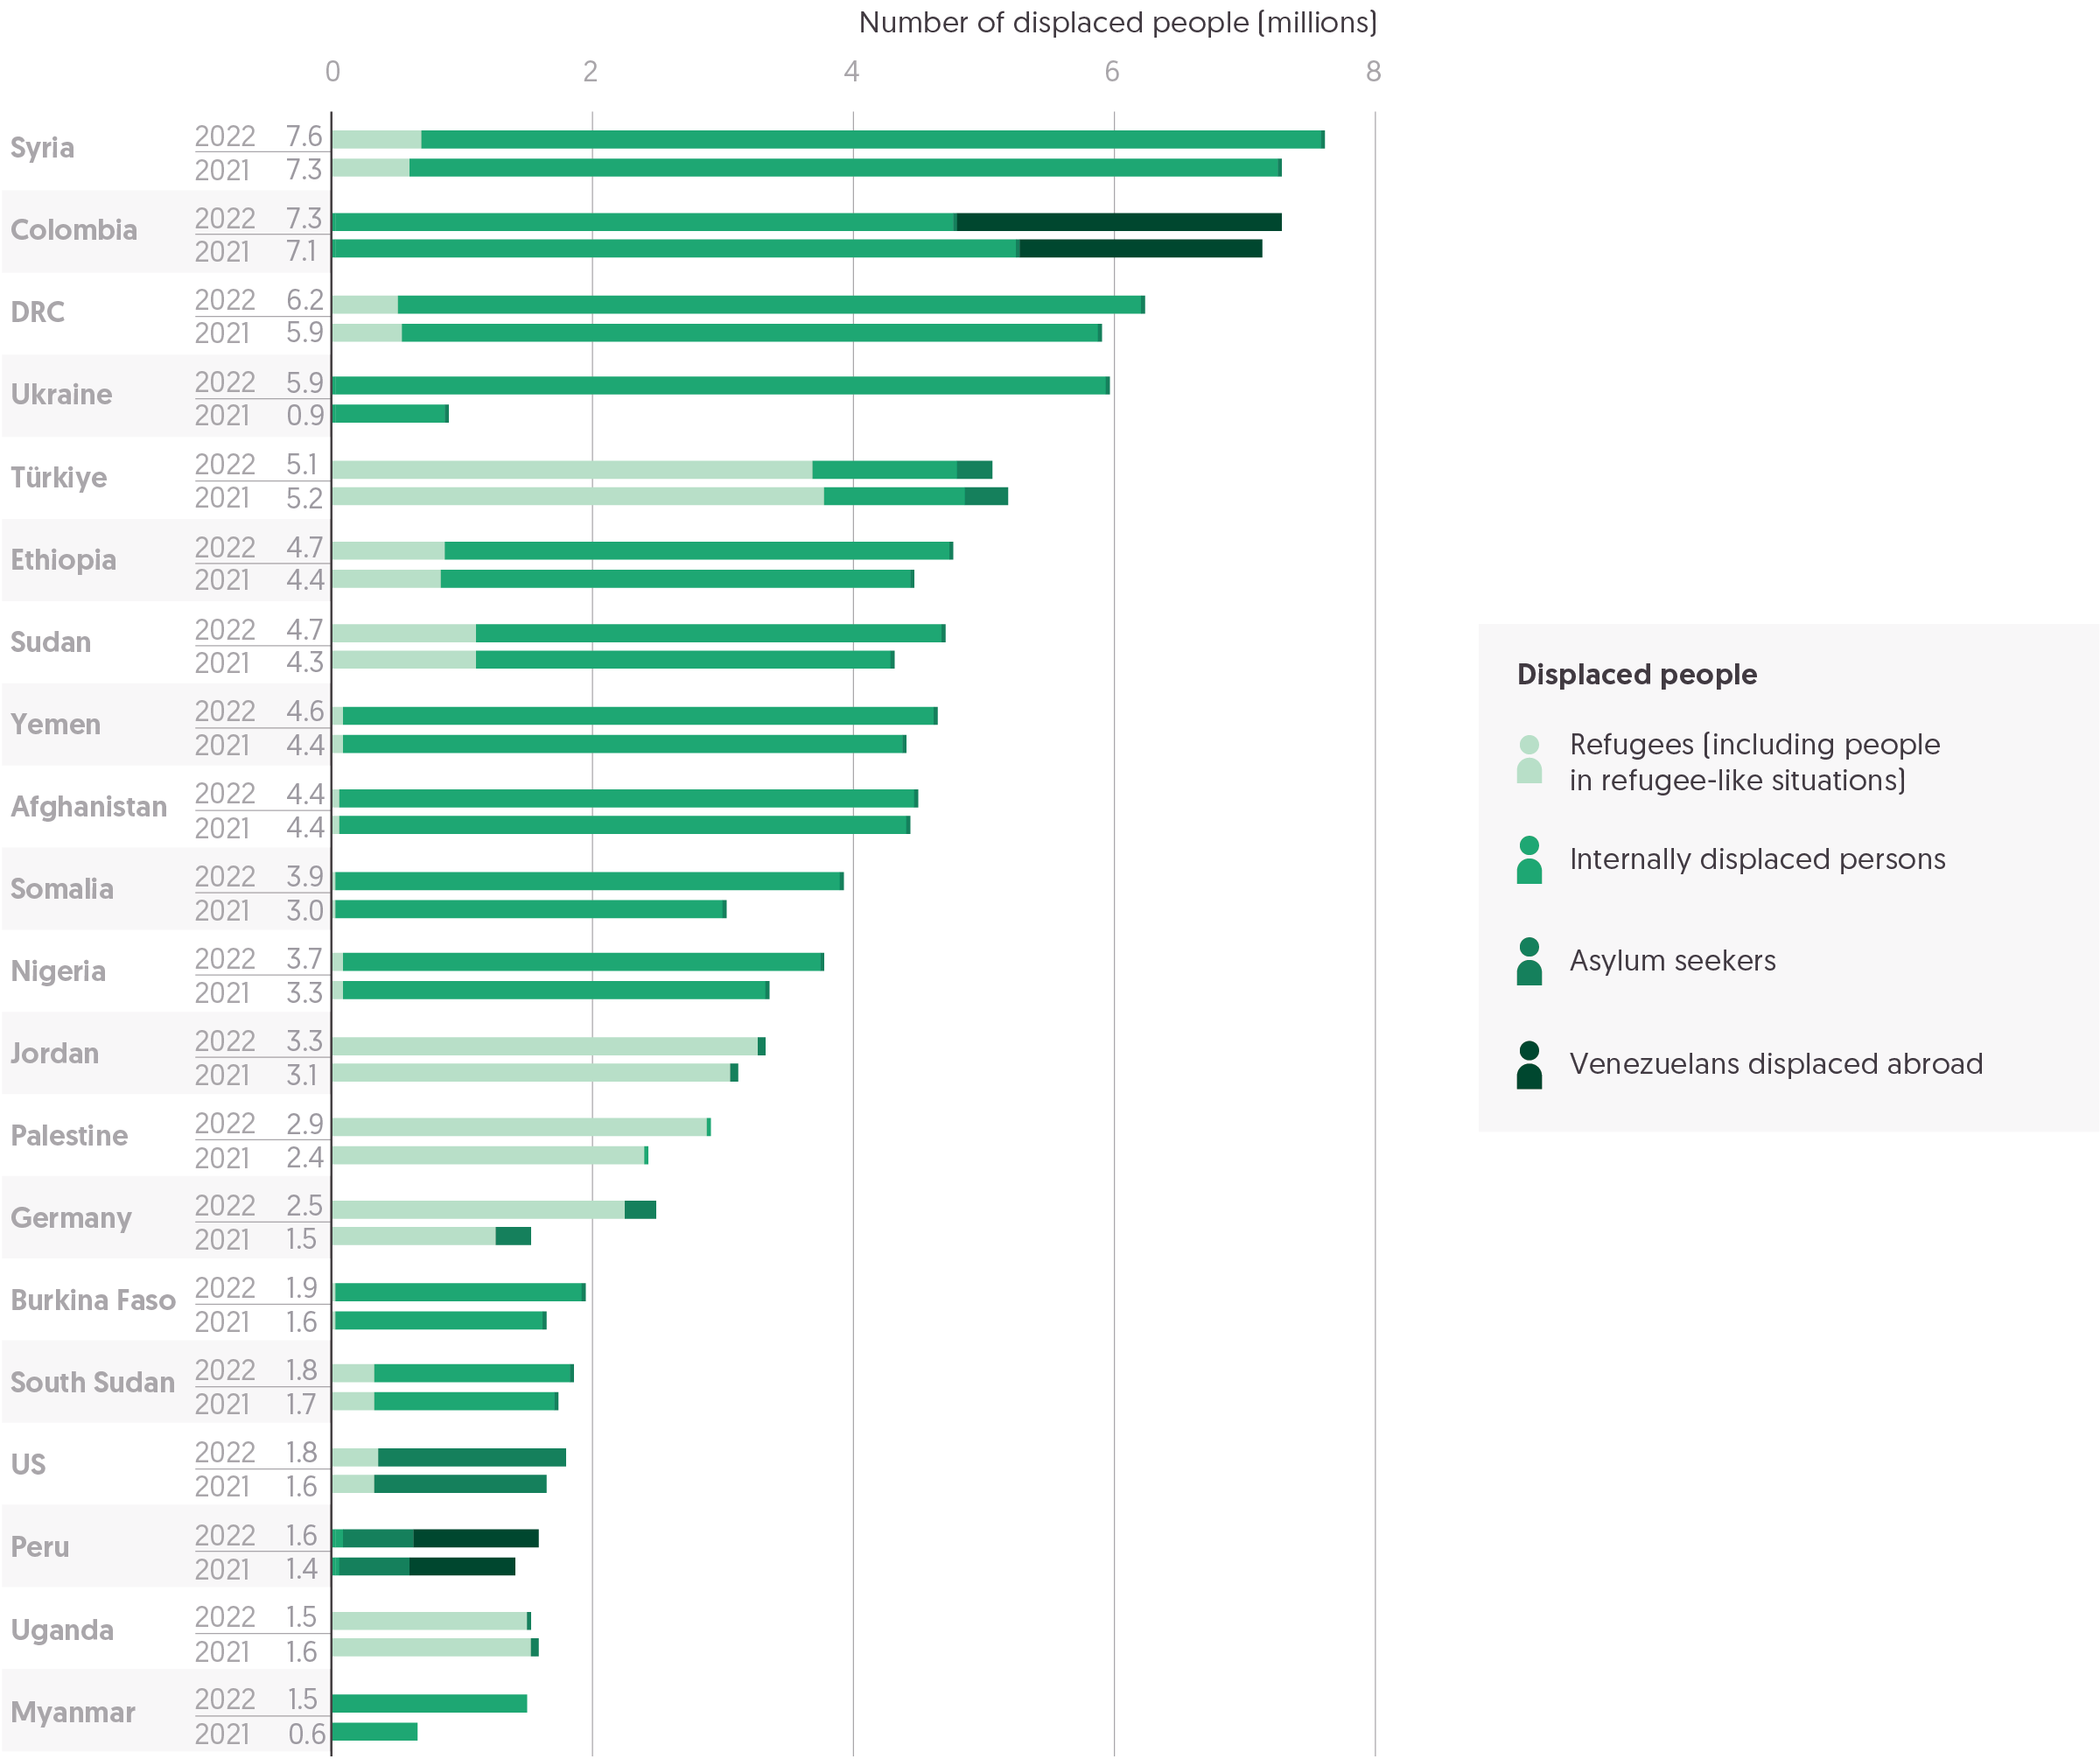 Number of displaced people (millions)
0 2 4 6 8
Syria
2022 7.6
2021 7.3
Colombia
2022 7.3
2021 7.1
DRC
2022 6.2
2021 5.9
Ukraine
2022 5.9
2021 0.9
Türkiye
2022 5.1
2021 5.2
Ethiopia
2022 4.7
2021 4.4
Sudan
2022 4.7
2021 4.3
Yemen
2022 4.6
2021 4.4
Afghanistan
2022 4.4
2021 4.4
Somalia
2022 3.9
2021 3.0
Nigeria
2022 3.7
2021 3.3
Jordan
2022 3.3
2021 3.1
Palestine
2022 2.9
2021 2.4
Germany
2022 2.5
2021 1.5
Burkina Faso
2022 1.9
2021 1.6
South Sudan
2022 1.8
2021 1.7
US
2022 1.8
2021 1.6
Peru
2022 1.6
2021 1.4
Uganda
2022 1.5
2021 1.6
Myanmar
2022 1.5
2021 0.6
Displaced people
Refugees (including people
in refugee-like situations)
Internally displaced persons
Asylum seekers
Venezuelans displaced abroad